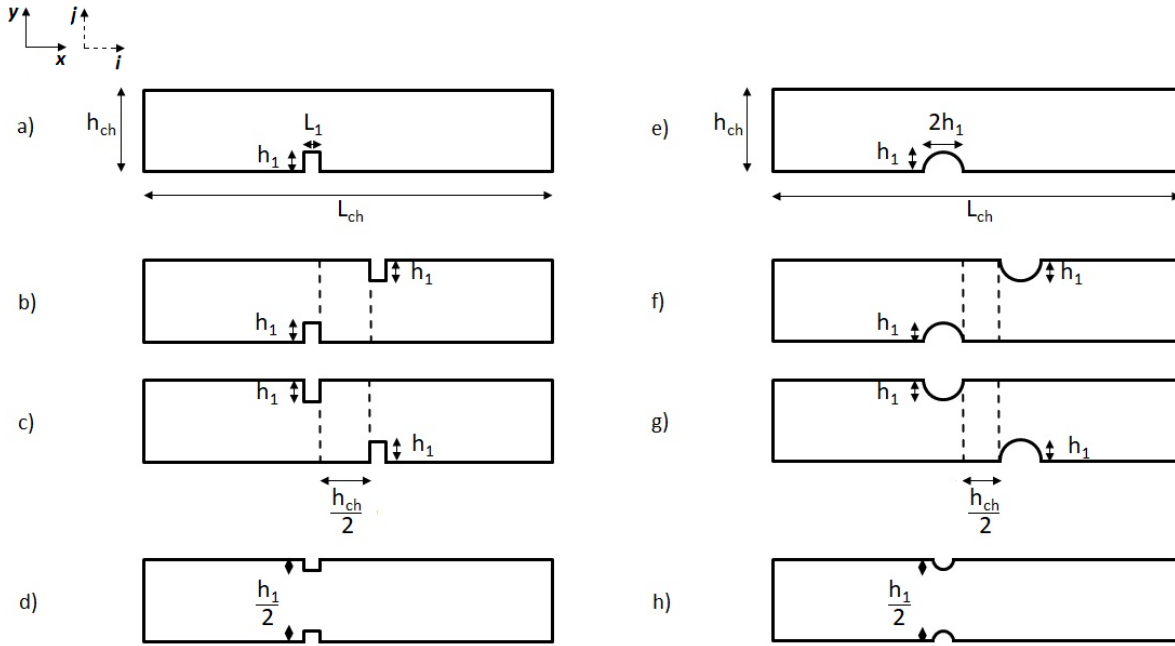 y j
x i
a) h_ch L_1 h_1
L_ch
e) h_ch 2h_1 h_1
L_ch
b) h_1
h_1
f) h_1
h_1
c) h_1
h_1
h_ch
2
g) h_1
h_1
h_ch
2
d) h_1
2
h) h_1
2